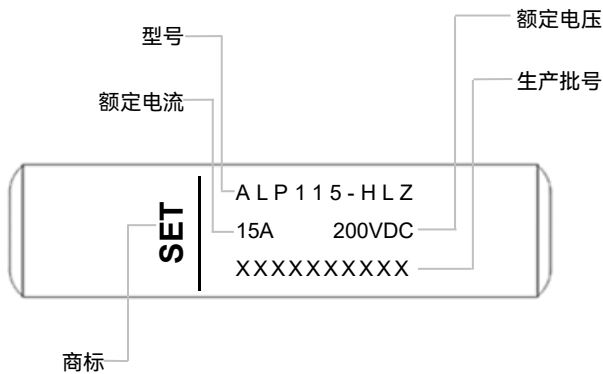 额定电压
型号
生产批号
额定电流
ALP115-HLZ
15A 200VDC
SET
XXXXXXXXXX
商标